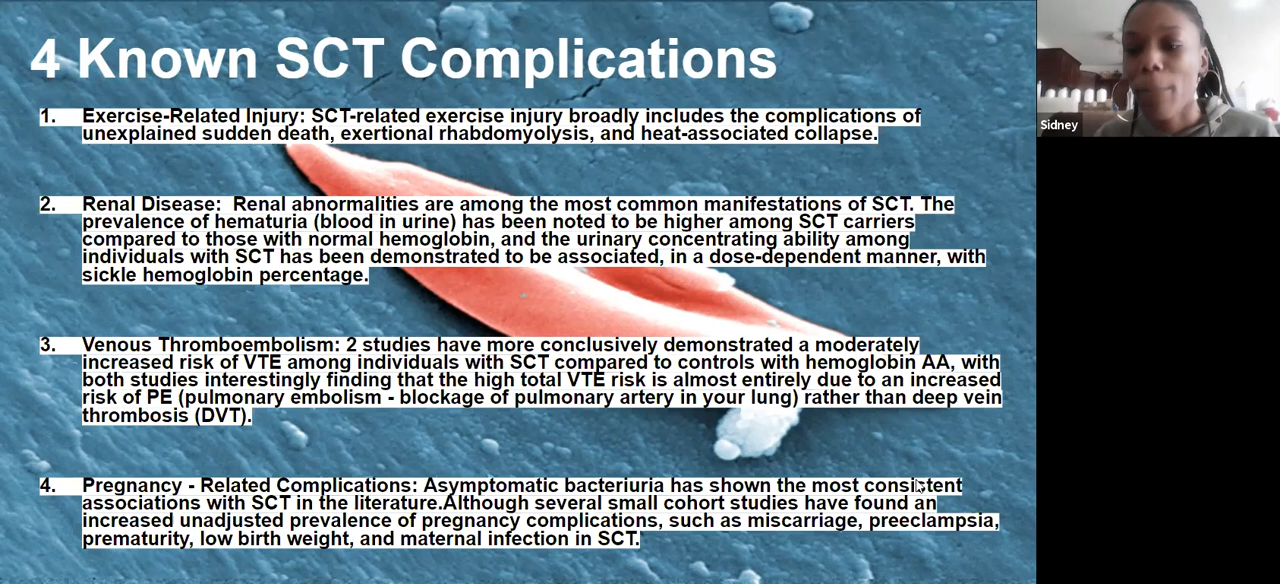 4 Known SCT Complications
1. Exercise-Related Injury: SCT-related exercise injury broadly includes the complications of
unexplained sudden death, exertional rhabdomyolysis, and heat-associated collapse.
2. Renal Disease:  Renal abnormalities are among the most common manifestations of SCT. The
prevalence of hematuria (blood in urine) has been noted to be higher among SCT carriers
compared to those with normal hemoglobin, and the urinary concentrating ability among
individuals with SCT has been demonstrated to be associated, in a dose-dependent manner, with
sickle hemoglobin percentage.
3. Venous Thromboembolism: 2 studies have more conclusively demonstrated a moderately
increased risk of VTE among individuals with SCT compared to controls with hemoglobin AA, with
both studies interestingly finding that the high total VTE risk is almost entirely due to an increased
risk of PE (pulmonary embolism - blockage of pulmonary artery in your lung) rather than deep vein
thrombosis (DVT).
4. Pregnancy - Related Complications: Asymptomatic bacteriuria has shown the most consistent
associations with SCT in the literature.Although several small cohort studies have found an
increased unadjusted prevalence of pregnancy complications, such as miscarriage, preeclampsia,
prematurity, low birth weight, and maternal infection in SCT.
Sidney